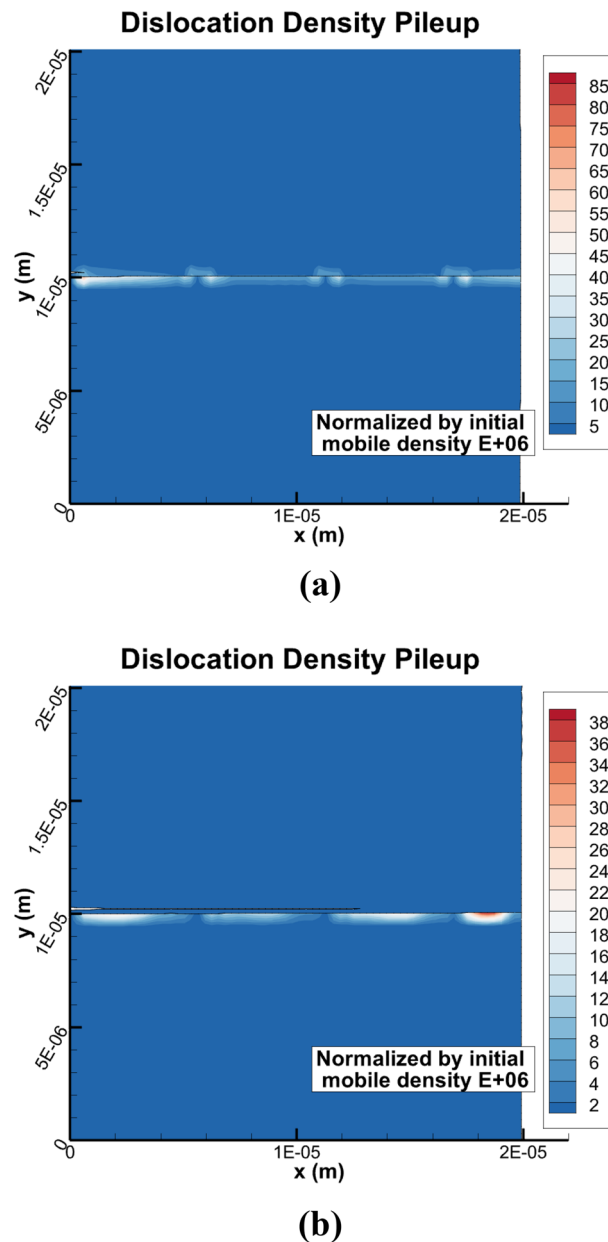 Dislocation Density Pileup
2E-05
1.5E-05
1E-05
5E-06
0
y (m)
0
1E-05
2E-05
x (m)
85
80
75
70
65
60
55
50
45
40
35
30
25
20
15
10
5
Normalized by initial
mobile density E+06
(a)
Dislocation Density Pileup
2E-05
1.5E-05
1E-05
5E-06
0
y (m)
0
1E-05
2E-05
x (m)
38
36
34
32
30
28
26
24
22
20
18
16
14
12
10
8
6
4
2
Normalized by initial
mobile density E+06
(b)